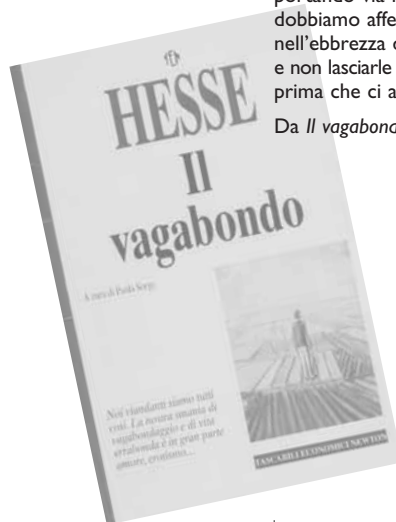 portando via
dobbiamo affe
nell'ebbrezza
e non lasciarle
prima che ci a
Da Il vagabond
HESSE
Il
vagabondo
A cura di Paolo Sorge
Noi viandanti siamo tutti
così. La nostra smania di
vagabondaggio e di vita
errabonda è in gran parte
amore, erotismo...
TASCABILI ECONOMICI NEWTON